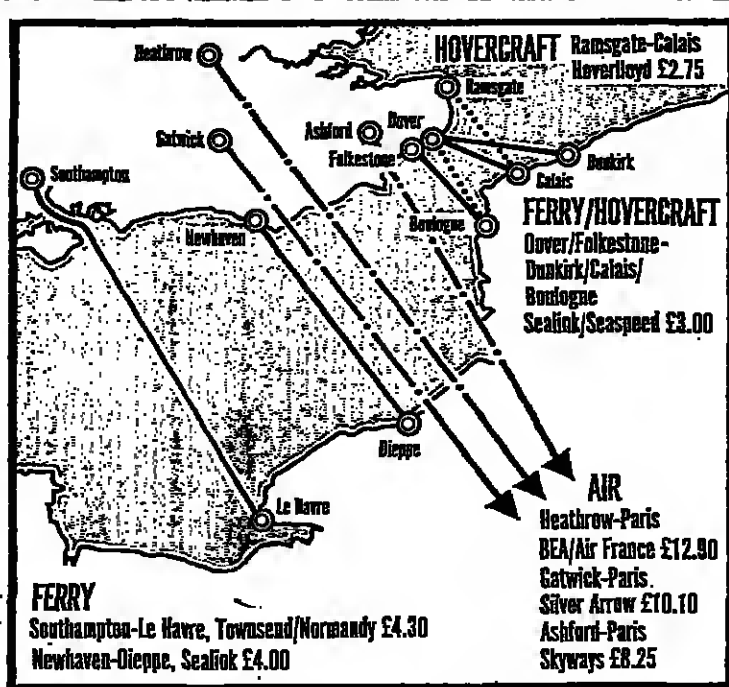 Heathrow
HOVERCRAFT Ramsgate-Calais
Hoverlloyd £2.75
Ramsgate
Gatwick
Ashford
Dover
Folkestone
Dunkirk
Calais
Southampton
Newhaven
Boulogne
FERRY/HOVERCRAFT
Dover/Folkestone-
Dunkirk/Calais/
Boulogne
Sealink/Seaspeed £3.00
Dieppe
Le Havre
AIR
Heathrow-Paris
BEA/Air France £12.90
Gatwick-Paris.
Silver Arrow £10.10
Ashford-Paris
Skyways £8.25
FERRY
Southampton-Le Havre, Townsend/Normandy £4.30
Newhaven-Dieppe, Sealink £4.00